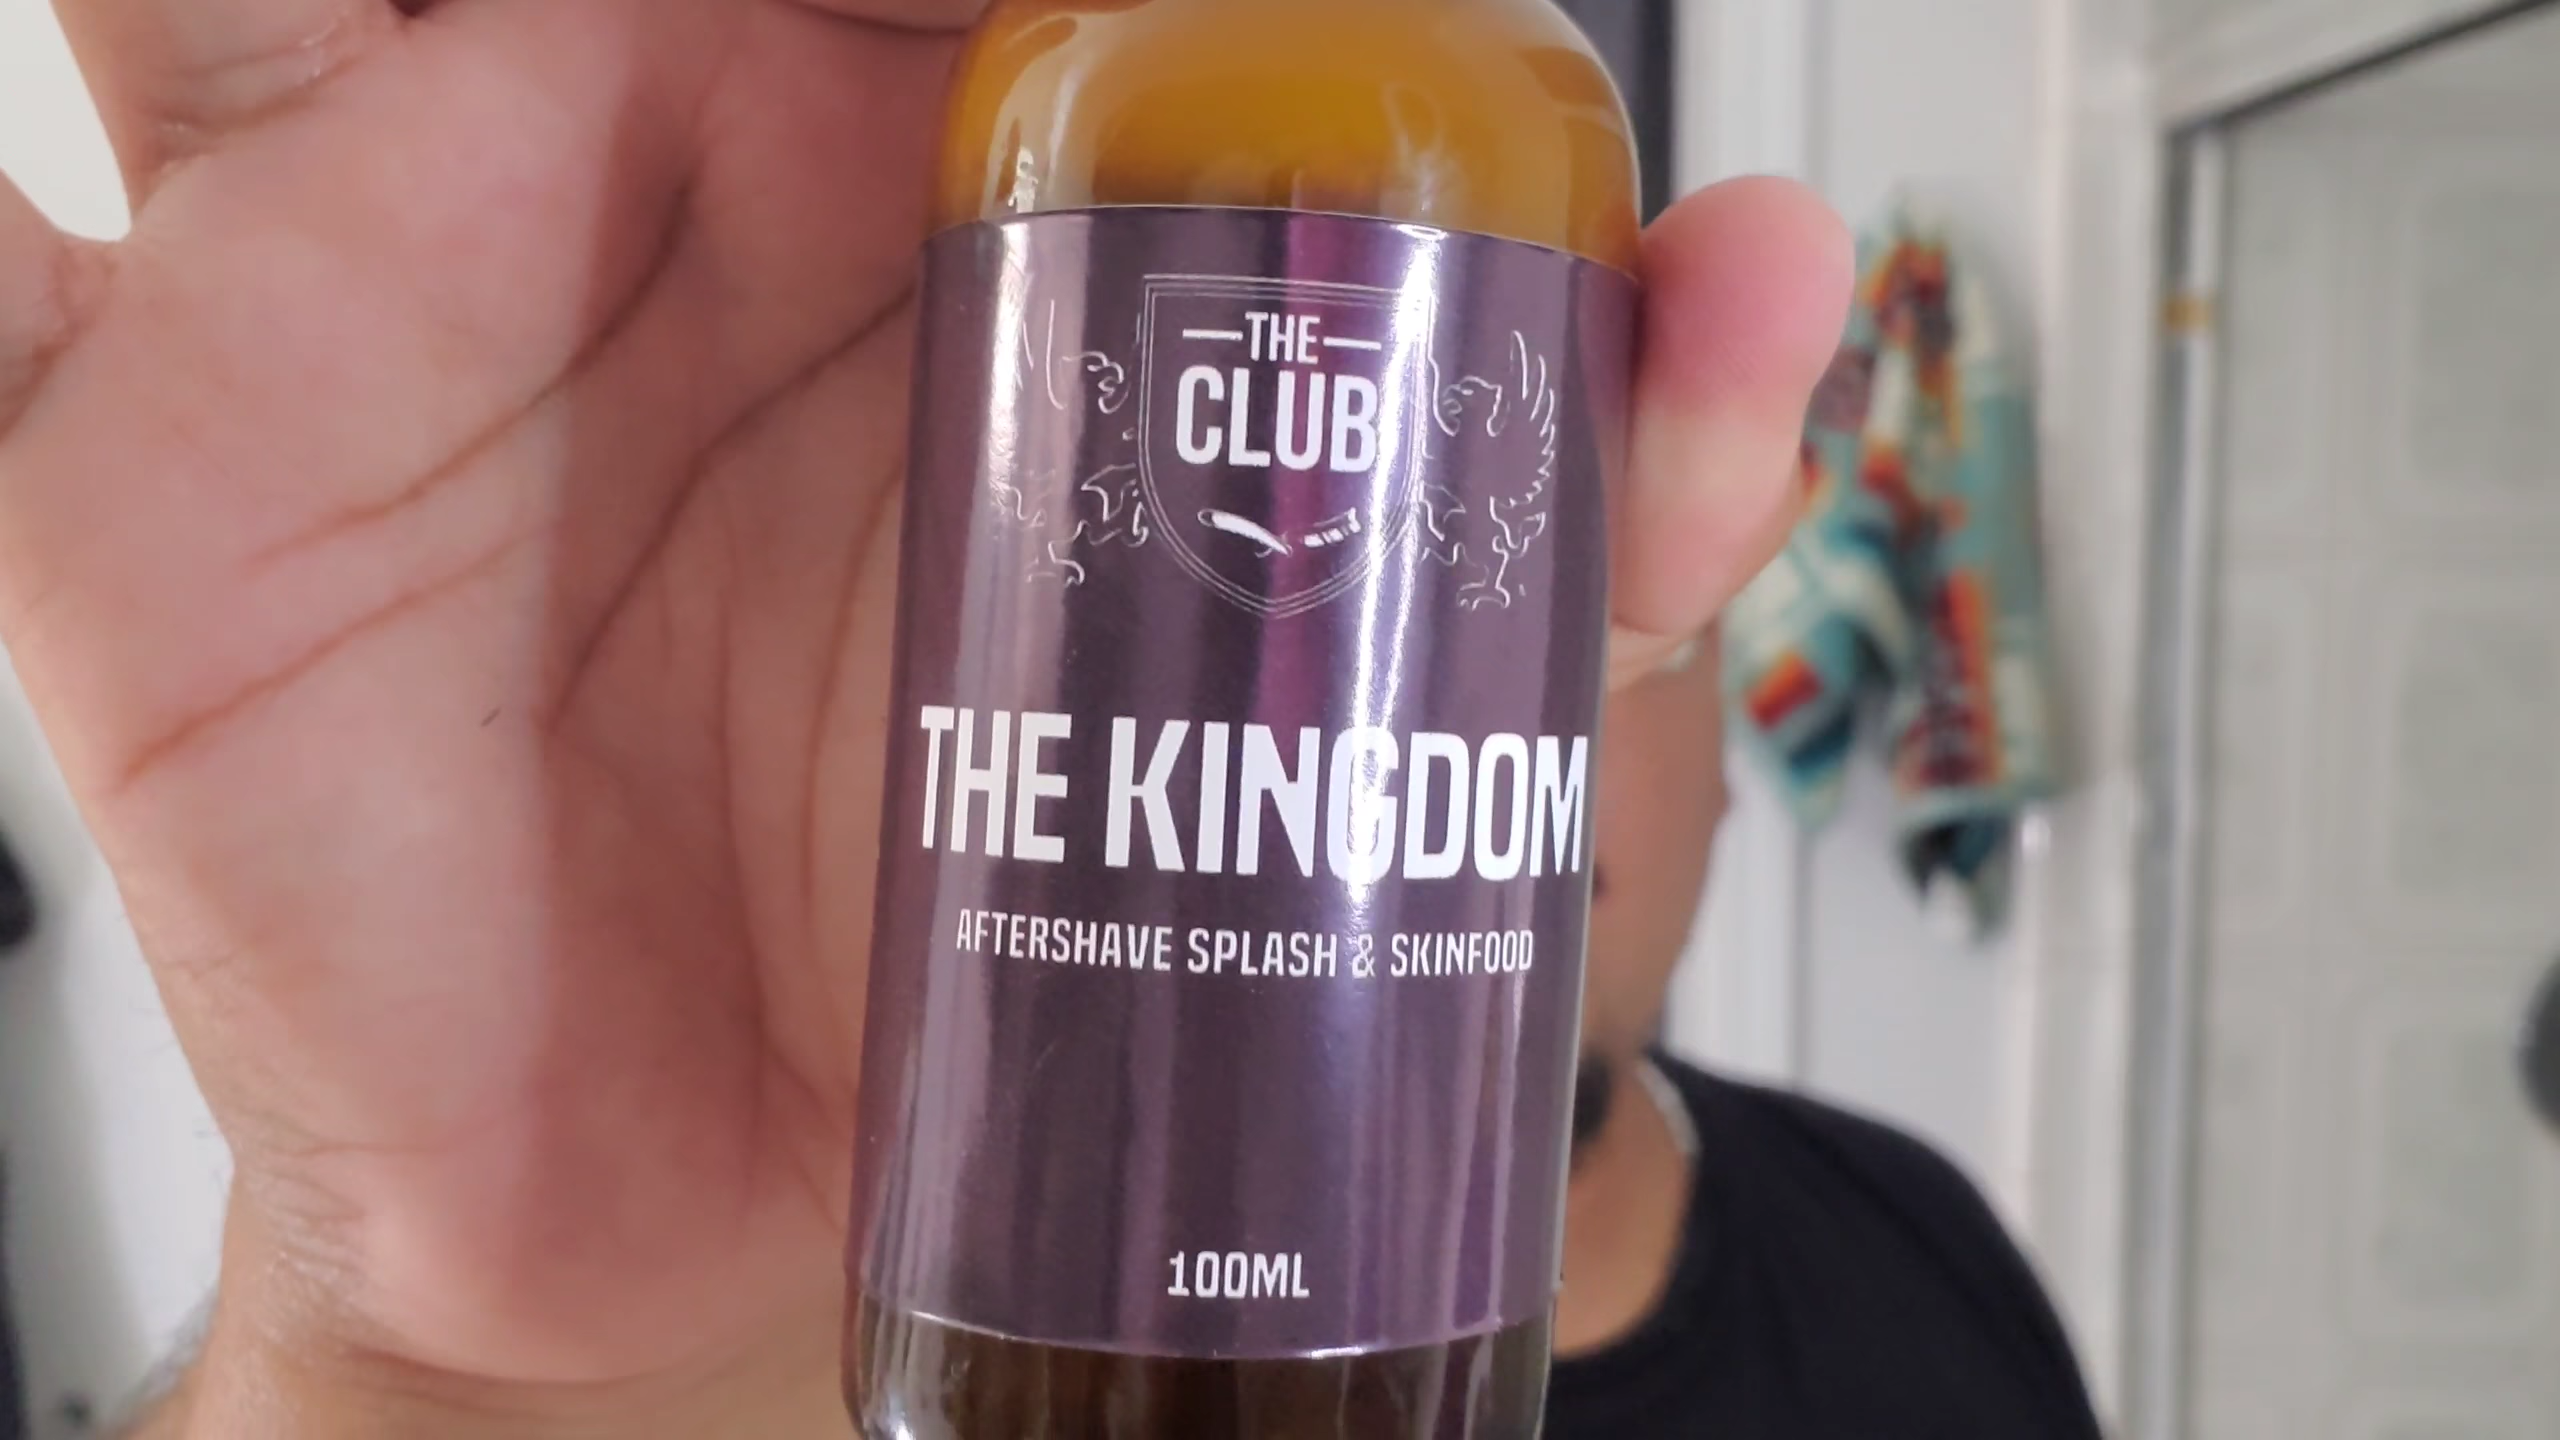 THE
CLUB
THE KINGDOM
AFTERSHAVE SPLASH & SKINFOOD
100ML